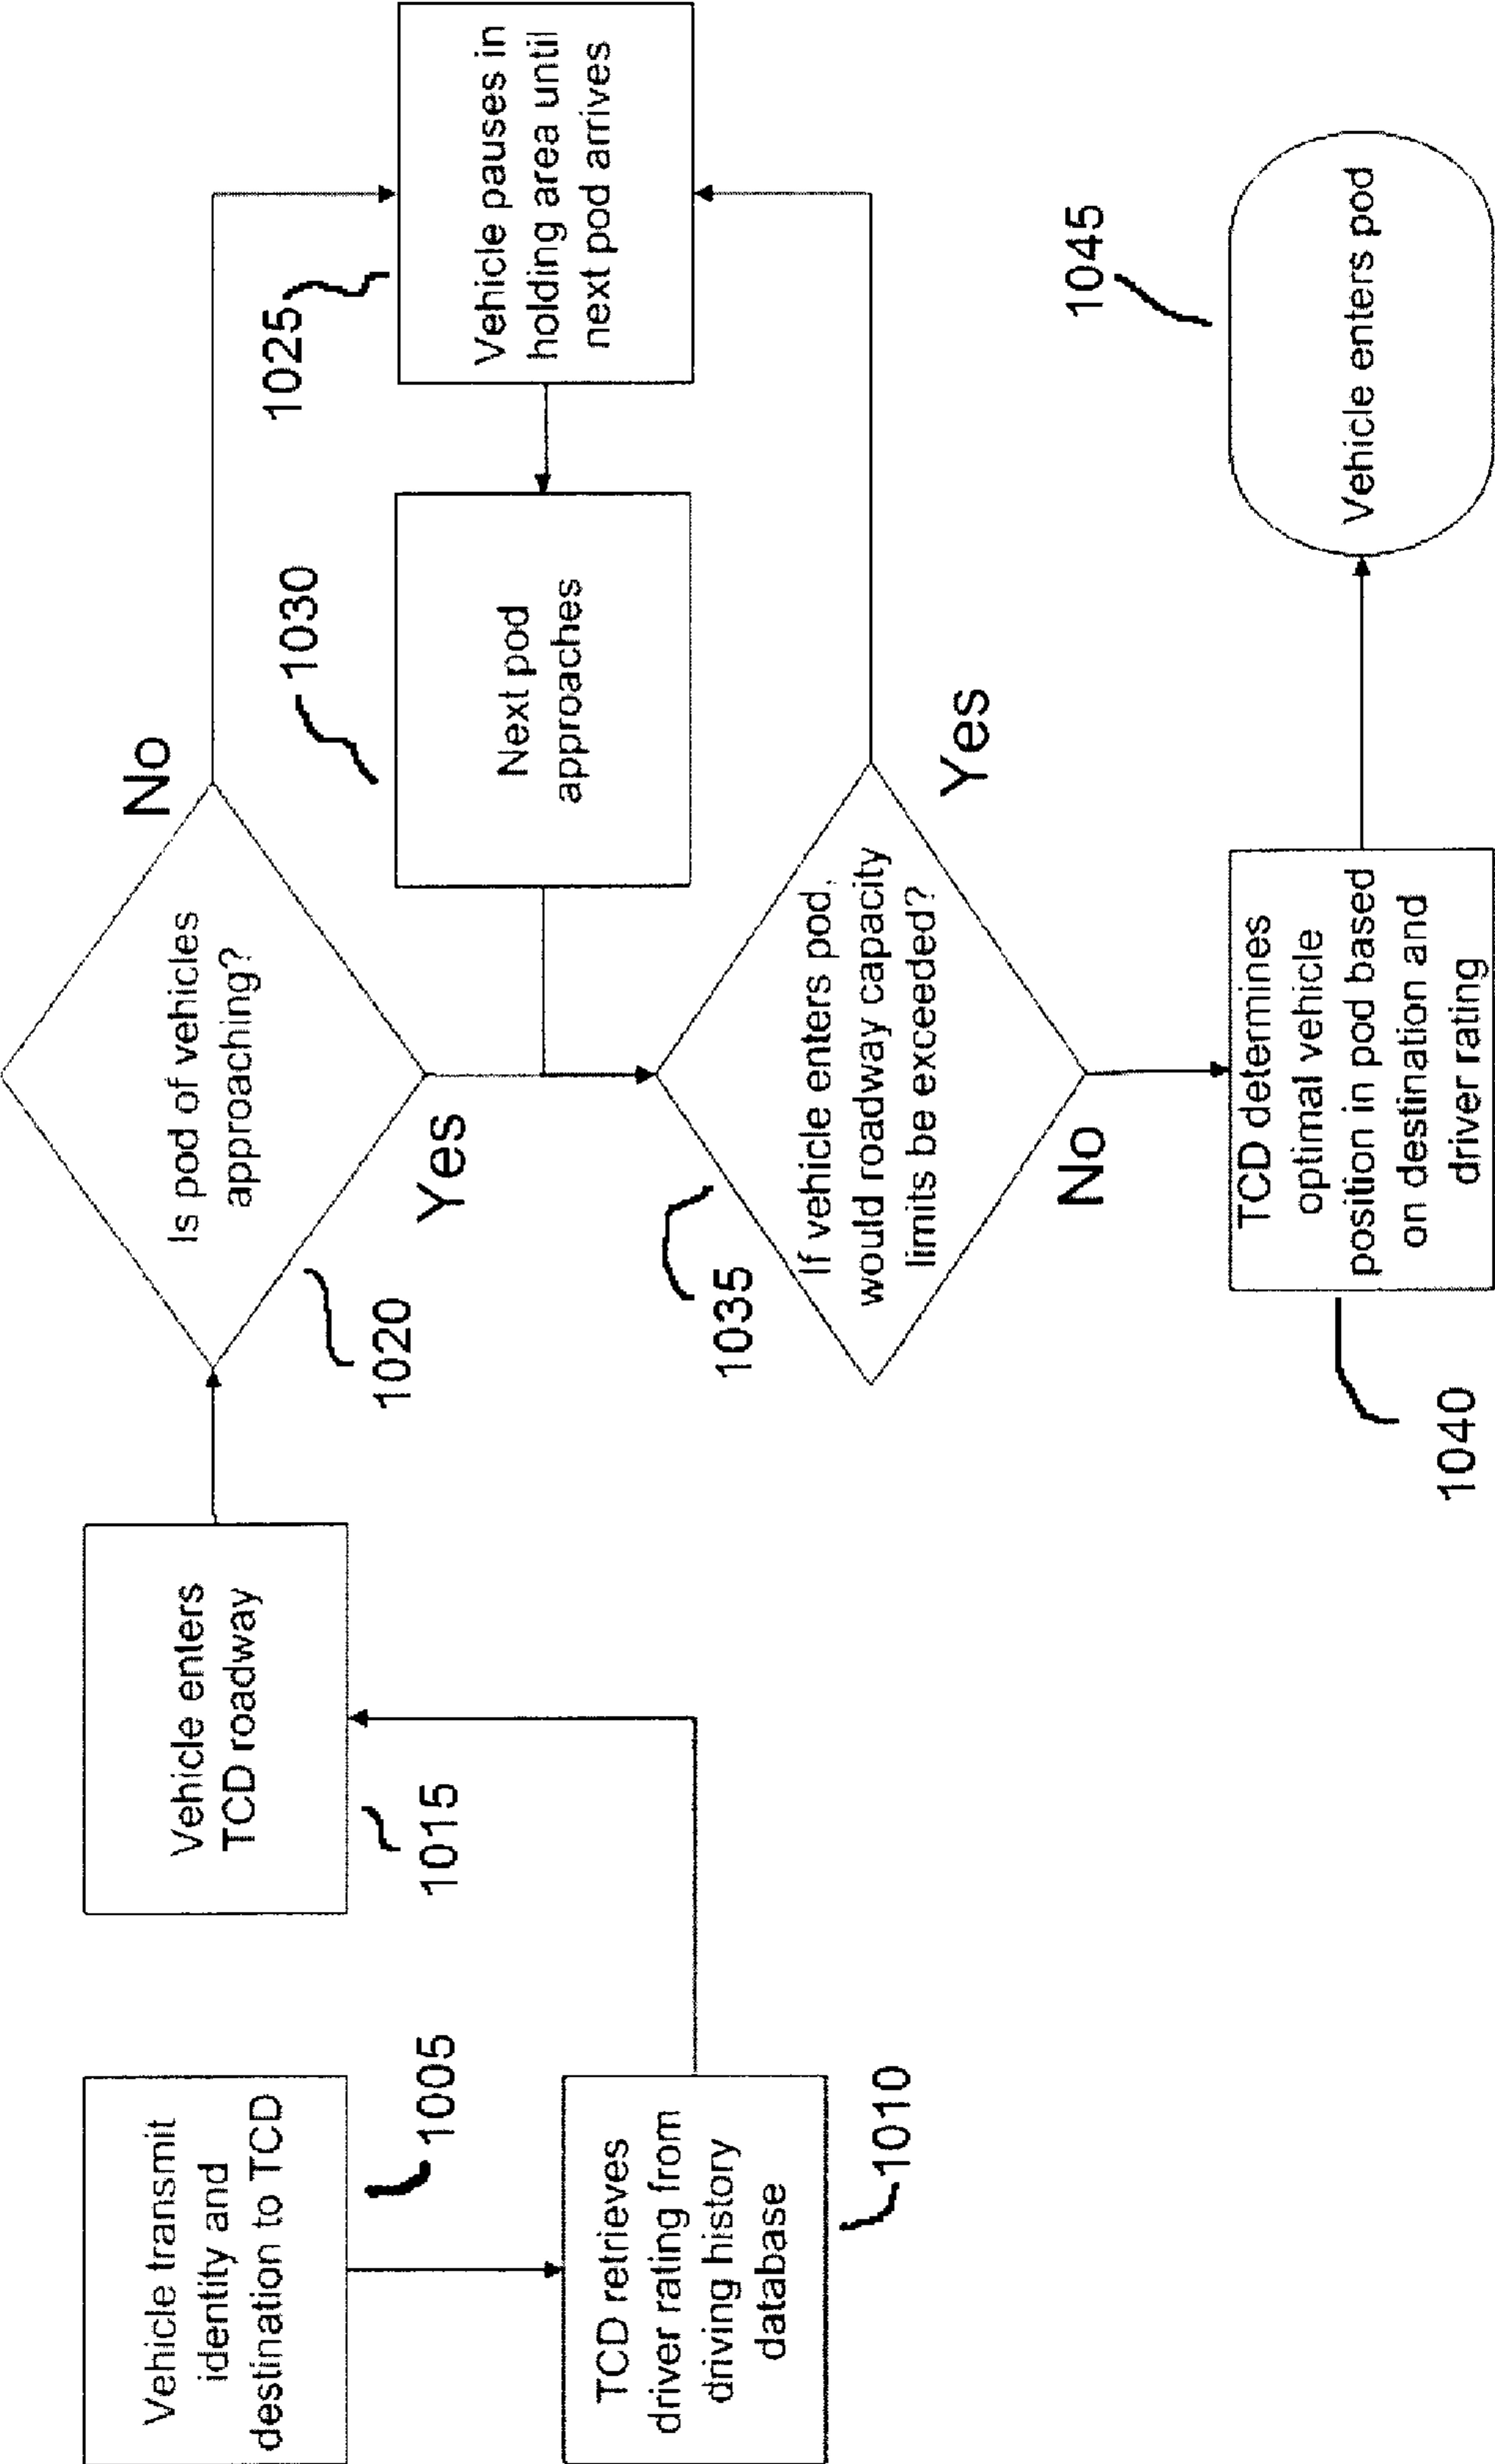 Vehicle transmit
identity and
destination to TCD
1005
TCD retrieves
driver rating from
driving history
database
1010
Vehicle enters
TCD roadway
1015
Is pod of vehicles
approaching?
1020
No
Yes
Vehicle pauses in
holding area until
next pod arrives
1025
Next pod
approaches
1030
If vehicle enters pod,
would roadway capacity
limits be exceeded?
1035
Yes
No
TCD determines
optimal vehicle
position in pod based
on destination and
driver rating
1040
Vehicle enters pod
1045